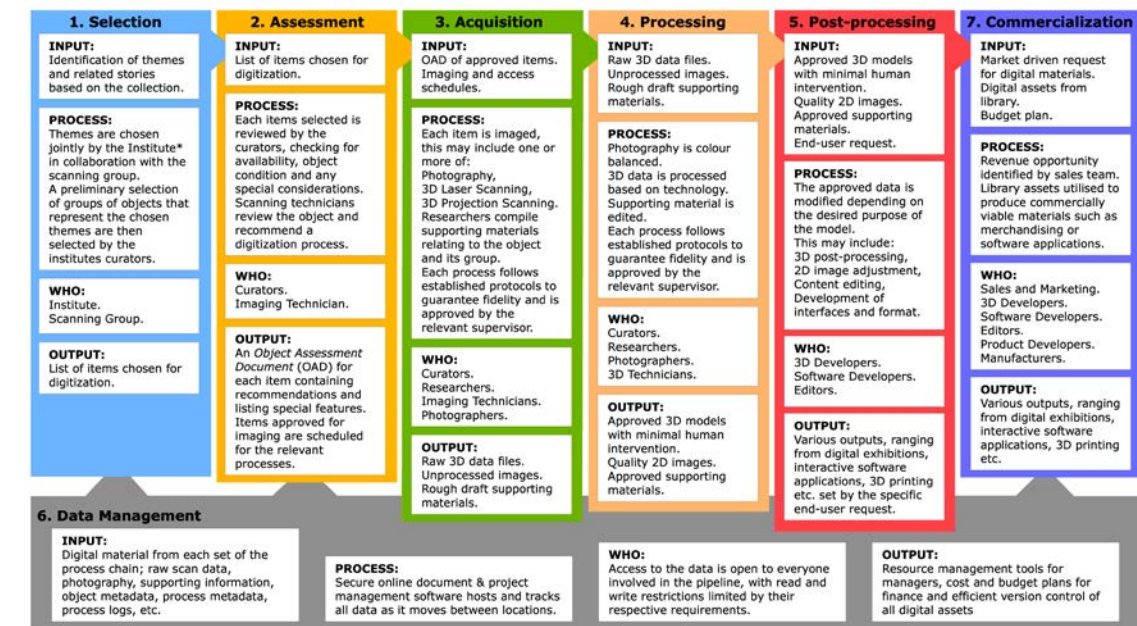 1. Selection
INPUT:
Identification of themes
and related stories
based on the collection.
PROCESS:
Themes are chosen
jointly by the Institute*
in collaboration with the
scanning group.
A preliminary selection
of groups of objects that
represent the chosen
themes are then
selected by the
institutes curators.
WHO:
Institute.
Scanning Group.
OUTPUT:
List of items chosen for
digitization.
2. Assessment
INPUT:
List of items chosen for
digitization.
PROCESS:
Each items selected is
reviewed by the
curators, checking for
availability, object
condition and any
special considerations.
Scanning technicians
review the object and
recommend a
digitization process.
WHO:
Curators.
Imaging Technician.
OUTPUT:
An Object Assessment
Document (OAD) for
each item containing
recommendations and
listing special features.
Items approved for
imaging are scheduled
for the relevant
processes.
3. Acquisition
INPUT:
OAD of approved items.
Imaging and access
schedules.
PROCESS:
Each item is imaged,
this may include one or
more of:
Photography,
3D Laser Scanning,
3D Projection Scanning.
Researchers compile
supporting materials
relating to the object
and its group.
Each process follows
established protocols to
guarantee fidelity and is
approved by the
relevant supervisor.
WHO:
Curators.
Researchers.
Imaging Technicians.
Photographers.
OUTPUT:
Raw 3D data files.
Unprocessed images.
Rough draft supporting
materials.
4. Processing
INPUT:
Raw 3D data files.
Unprocessed images.
Rough draft supporting
materials.
PROCESS:
Photography is colour
balanced.
3D data is processed
based on technology.
Supporting material is
edited.
Each process follows
established protocols to
guarantee fidelity and is
approved by the
relevant supervisor.
WHO:
Curators.
Researchers.
Photographers.
3D Technicians.
OUTPUT:
Approved 3D models
with minimal human
intervention.
Quality 2D images.
Approved supporting
materials.
5. Post-processing
INPUT:
Approved 3D models
with minimal human
intervention.
Quality 2D images.
Approved supporting
materials.
End-user request.
PROCESS:
The approved data is
modified depending on
the desired purpose of
the model.
This may include:
3D post-processing,
2D image adjustment,
Content editing,
Development of
interfaces and format.
WHO:
3D Developers.
Software Developers.
Editors.
OUTPUT:
Various outputs, ranging
from digital exhibitions,
interactive software
applications, 3D printing
etc. set by the specific
end-user request.
7. Commercialization
INPUT:
Market driven request
for digital materials.
Digital assets from
library.
Budget plan.
PROCESS:
Revenue opportunity
identified by sales team.
Library assets utilised to
produce commercially
viable materials such as
merchandising or
software applications.
WHO:
Sales and Marketing.
3D Developers.
Software Developers.
Editors.
Product Developers.
Manufacturers.
OUTPUT:
Various outputs, ranging
from digital exhibitions,
interactive software
applications, 3D printing
etc.
6. Data Management
INPUT:
Digital material from each set of the
process chain; raw scan data,
photography, supporting information,
object metadata, process metadata,
process logs, etc.
PROCESS:
Secure online document & project
management software hosts and tracks
all data as it moves between locations.
WHO:
Access to the data is open to everyone
involved in the pipeline, with read and
write restrictions limited by their
respective requirements.
OUTPUT:
Resource management tools for
managers, cost and budget plans for
finance and efficient version control of
all digital assets